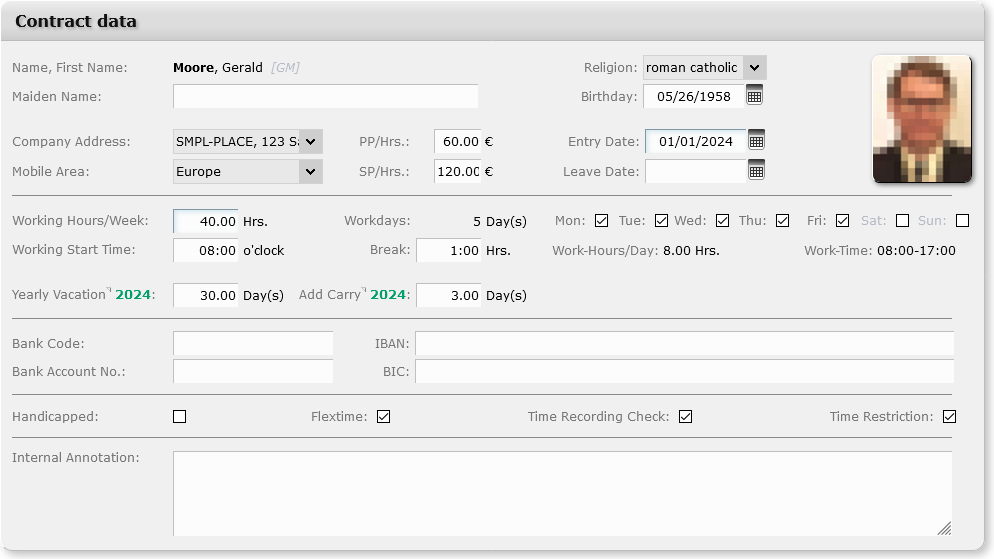 Contract data
Name, First Name: Moore, Gerald [GM] Religion: roman catholic
Maiden Name: Birthday: 05/26/1958
Company Address: SMPL-PLACE, 123 S PP/Hrs.: 60.00 € Entry Date: 01/01/2024
Mobile Area: Europe SP/Hrs.: 120.00 € Leave Date:
Working Hours/Week: 40.00 Hrs. Workdays: 5 Day(s) Mon: Tue: Wed: Thu: Fri: Sat: Sun:
Working Start Time: 08:00 o'clock Break: 1:00 Hrs. Work-Hours/Day: 8.00 Hrs. Work-Time: 08:00-17:00
Yearly Vacation 2024: 30.00 Day(s) Add Carry 2024: 3.00 Day(s)
Bank Code: IBAN:
Bank Account No.: BIC:
Handicapped: Flextime: Time Recording Check: Time Restriction:
Internal Annotation: